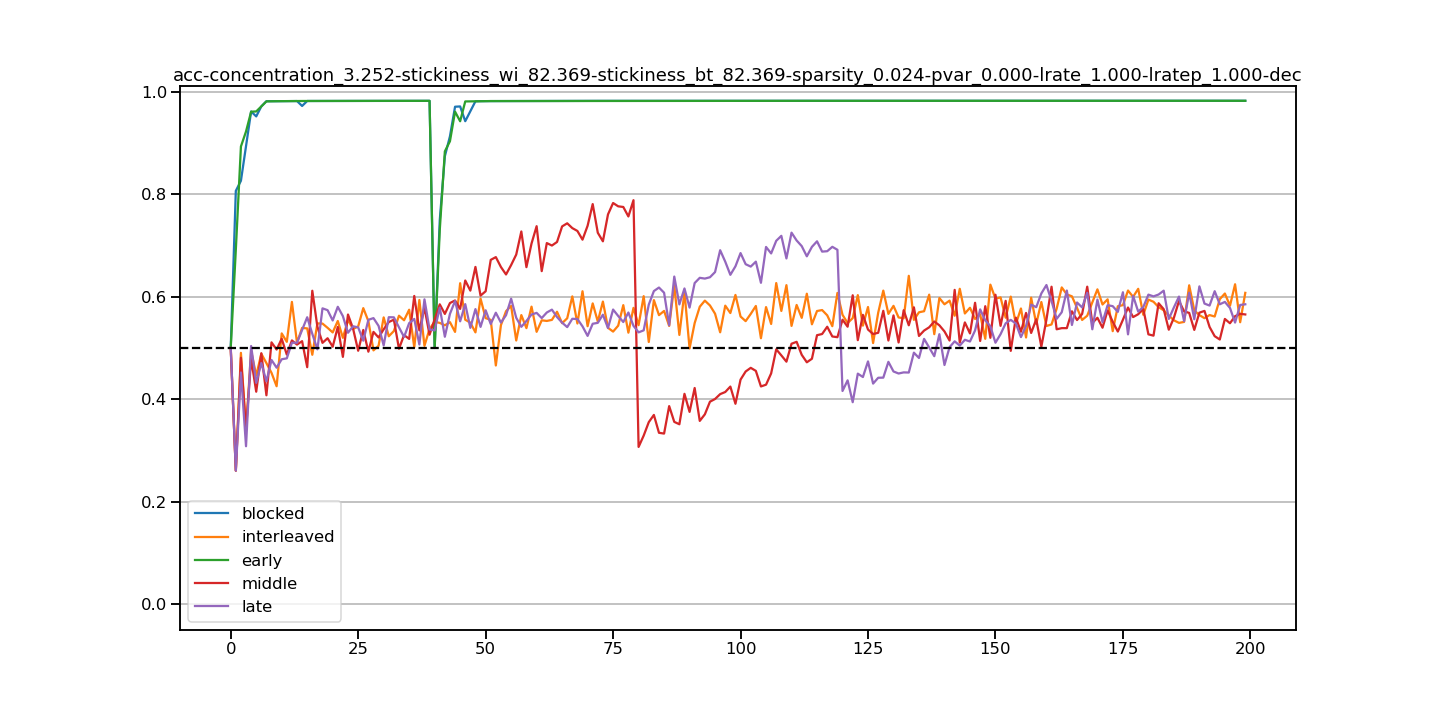 acc-concentration_3.252-stickiness_wi_82.369-stickiness_bt_82.369-sparsity_0.024-pvar_0.000-lrate_1.000-lratep_1.000-dec
1.0
0.8
0.6
0.4
0.2
0.0
blocked
interleaved
early
middle
late
0 25 50 75 100 125 150 175 200